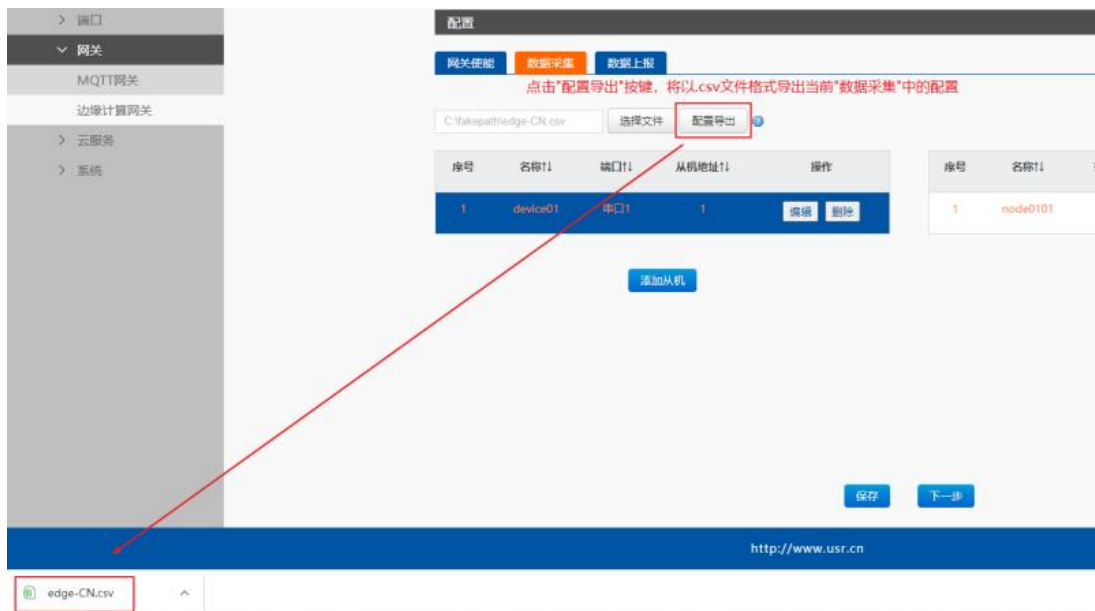 端口
网关
MQTT网关
边缘计算网关
云服务
系统
配置
网关使能 数据采集 数据上报
点击"配置导出"按键，将以.csv文件格式导出当前"数据采集"中的配置
C:\fakepath\edge-CN.csv 选择文件 配置导出
序号 名称↑↓ 端口↑↓ 从机地址↑↓ 操作 序号 名称↑↓
1 device01 串口1 1 编辑 删除 1 node0101
添加从机
保存 下一步
http://www.usr.cn
edge-CN.csv